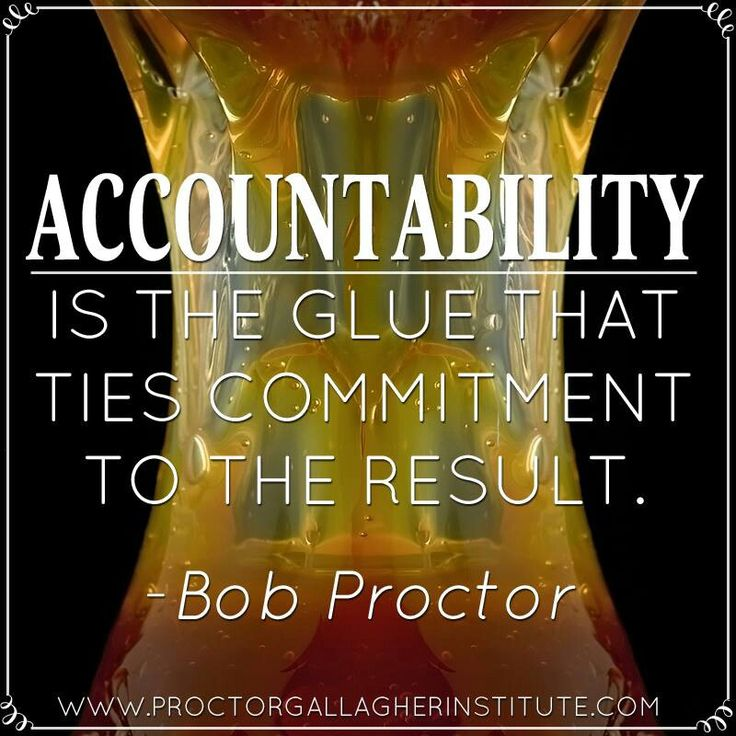 ACCOUNTABILITY
IS THE GLUE THAT
TIES COMMITMENT
TO THE RESULT.
-Bob Proctor
WWW.PROCTORGALLAGHERINSTITUTE.COM